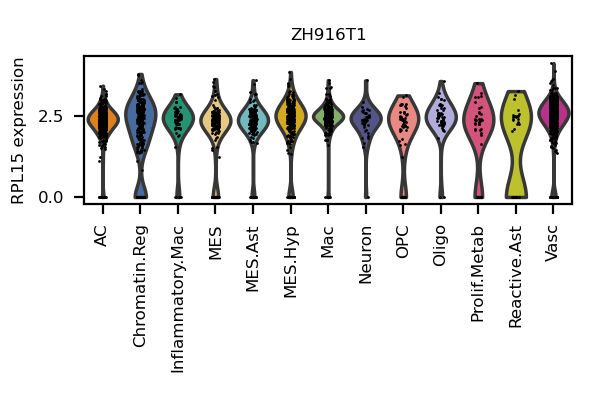 ZH916T1
RPL15 expression
2.5
0.0
AC
Chromatin.Reg
Inflammatory.Mac
MES
MES.Ast
MES.Hyp
Mac
Neuron
OPC
Oligo
Prolif.Metab
Reactive.Ast
Vasc